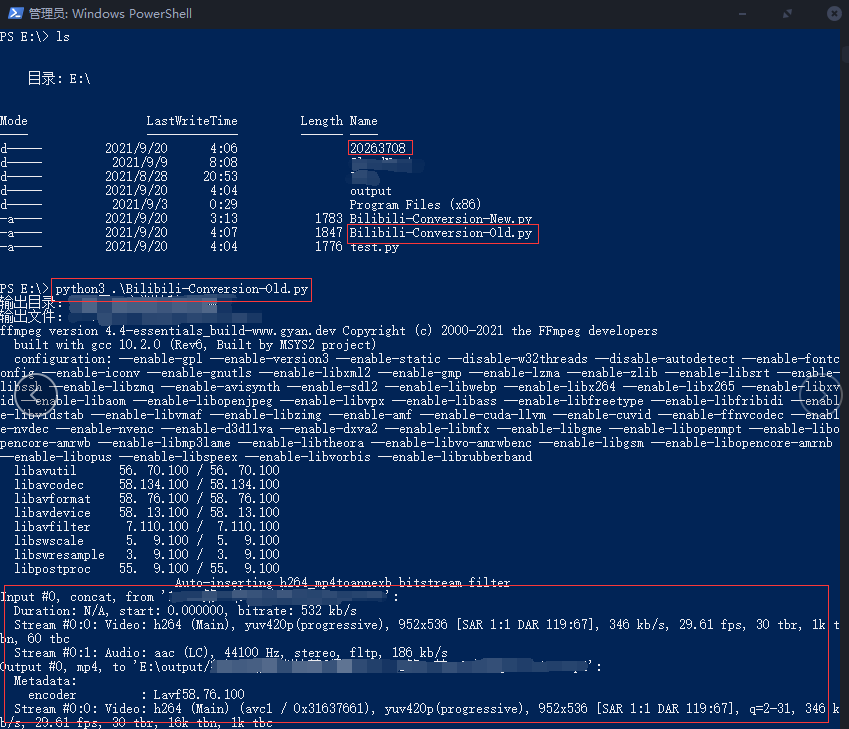 管理员: Windows PowerShell
PS E:\> ls
目录: E:\
Mode LastWriteTime Length Name
d----- 2021/9/20 4:06 20263708
d----- 2021/9/9 8:08
d----- 2021/8/28 20:53
d----- 2021/9/20 4:04 output
d----- 2021/9/3 0:29 Program Files (x86)
-a---- 2021/9/20 3:13 1783 Bilibili-Conversion-New.py
-a---- 2021/9/20 4:07 1847 Bilibili-Conversion-Old.py
-a---- 2021/9/20 4:04 1776 test.py
PS E:\> python3 .\Bilibili-Conversion-Old.py
输出目录:
输出文件:
ffmpeg version 4.4-essentials_build-www.gyan.dev Copyright (c) 2000-2021 the FFmpeg developers
built with gcc 10.2.0 (Rev6, Built by MSYS2 project)
configuration: --enable-gpl --enable-version3 --enable-static --disable-w32threads --disable-autodetect --enable-fontc
onfig --enable-iconv --enable-gnutls --enable-libxml2 --enable-gmp --enable-lzma --enable-zlib --enable-libsrt --enable-
libssh --enable-libzmq --enable-avisynth --enable-sdl2 --enable-libwebp --enable-libx264 --enable-libx265 --enable-libxv
id --enable-libaom --enable-libopenjpeg --enable-libvpx --enable-libass --enable-libfreetype --enable-libfribidi --enabl
e-libvidstab --enable-libvmaf --enable-libzimg --enable-amf --enable-cuda-llvm --enable-cuvid --enable-ffnvcodec --enabl
e-nvdec --enable-nvenc --enable-d3d11va --enable-dxva2 --enable-libmfx --enable-libgme --enable-libopenmpt --enable-libo
pencore-amrwb --enable-libmp3lame --enable-libtheora --enable-libvo-amrwbenc --enable-libgsm --enable-libopencore-amrnb
--enable-libopus --enable-libspeex --enable-libvorbis --enable-librubberband
libavutil 56. 70.100 / 56. 70.100
libavcodec 58.134.100 / 58.134.100
libavformat 58. 76.100 / 58. 76.100
libavdevice 58. 13.100 / 58. 13.100
libavfilter 7.110.100 / 7.110.100
libswscale 5. 9.100 / 5. 9.100
libswresample 3. 9.100 / 3. 9.100
libpostproc 55. 9.100 / 55. 9.100
Auto-inserting h264_mp4toannexb bitstream filter
Input #0, concat, from ':
Duration: N/A, start: 0.000000, bitrate: 532 kb/s
Stream #0:0: Video: h264 (Main), yuv420p(progressive), 952x536 [SAR 1:1 DAR 119:67], 346 kb/s, 29.61 fps, 30 tbr, 1k t
bn, 60 tbc
Stream #0:1: Audio: aac (LC), 44100 Hz, stereo, fltp, 186 kb/s
Output #0, mp4, to 'E:\output/ ':
Metadata:
encoder : Lavf58.76.100
Stream #0:0: Video: h264 (Main) (avc1 / 0x31637661), yuv420p(progressive), 952x536 [SAR 1:1 DAR 119:67], q=2-31, 346 k
b/s, 29.61 fps, 30 tbr, 16k tbn, 1k tbc